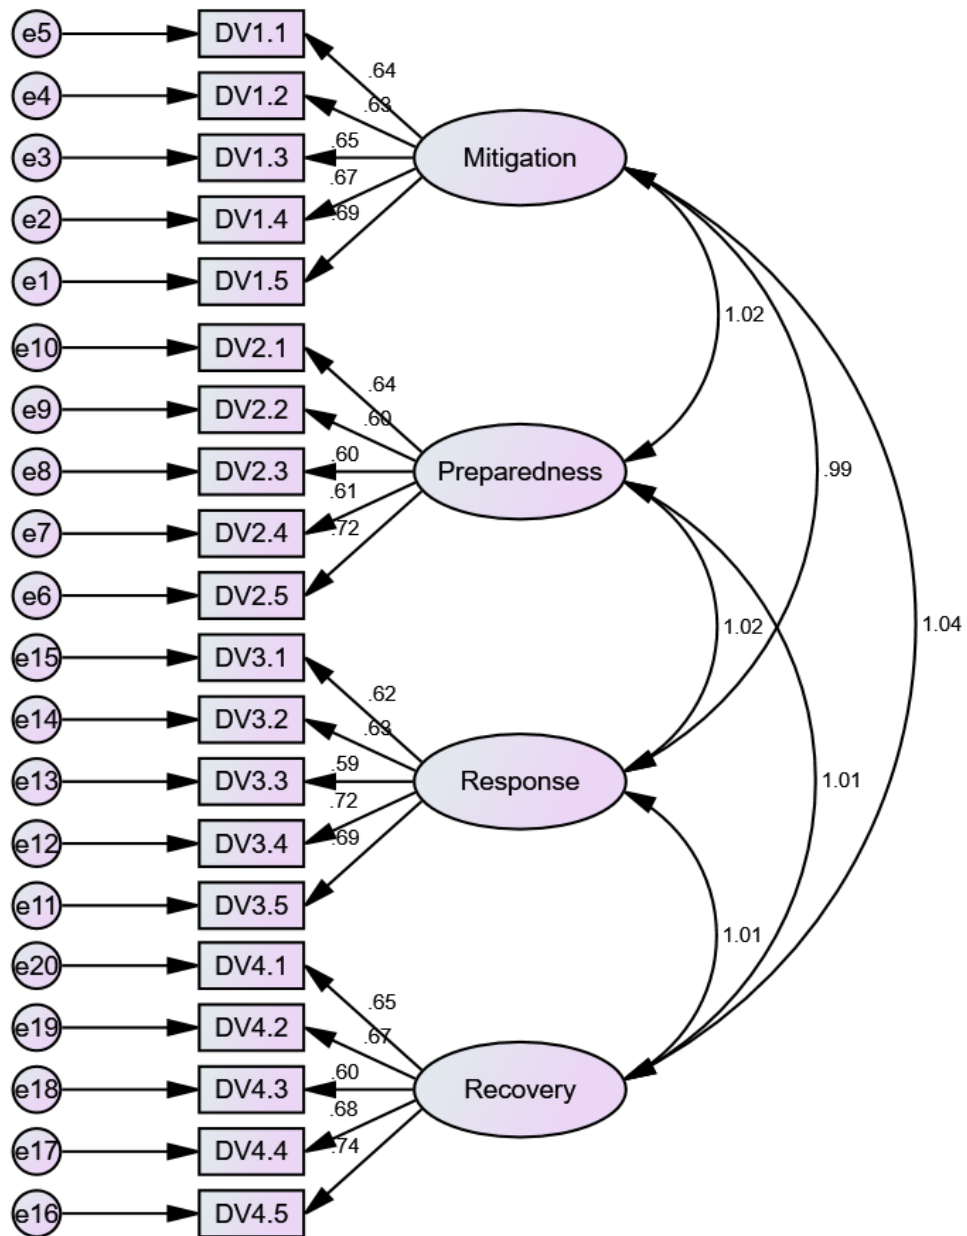 e5
DV1.1
.64
e4
DV1.2
.63
e3
DV1.3
.65
Mitigation
.67
e2
DV1.4
.69
e1
DV1.5
1.02
e10
DV2.1
.64
e9
DV2.2
.60
e8
DV2.3
.60
Preparedness
.99
.61
e7
DV2.4
.72
e6
DV2.5
1.02
1.04
e15
DV3.1
.62
e14
DV3.2
.63
e13
DV3.3
.59
Response
1.01
.72
e12
DV3.4
.69
e11
DV3.5
1.01
e20
DV4.1
.65
e19
DV4.2
.67
e18
DV4.3
.60
Recovery
.68
e17
DV4.4
.74
e16
DV4.5